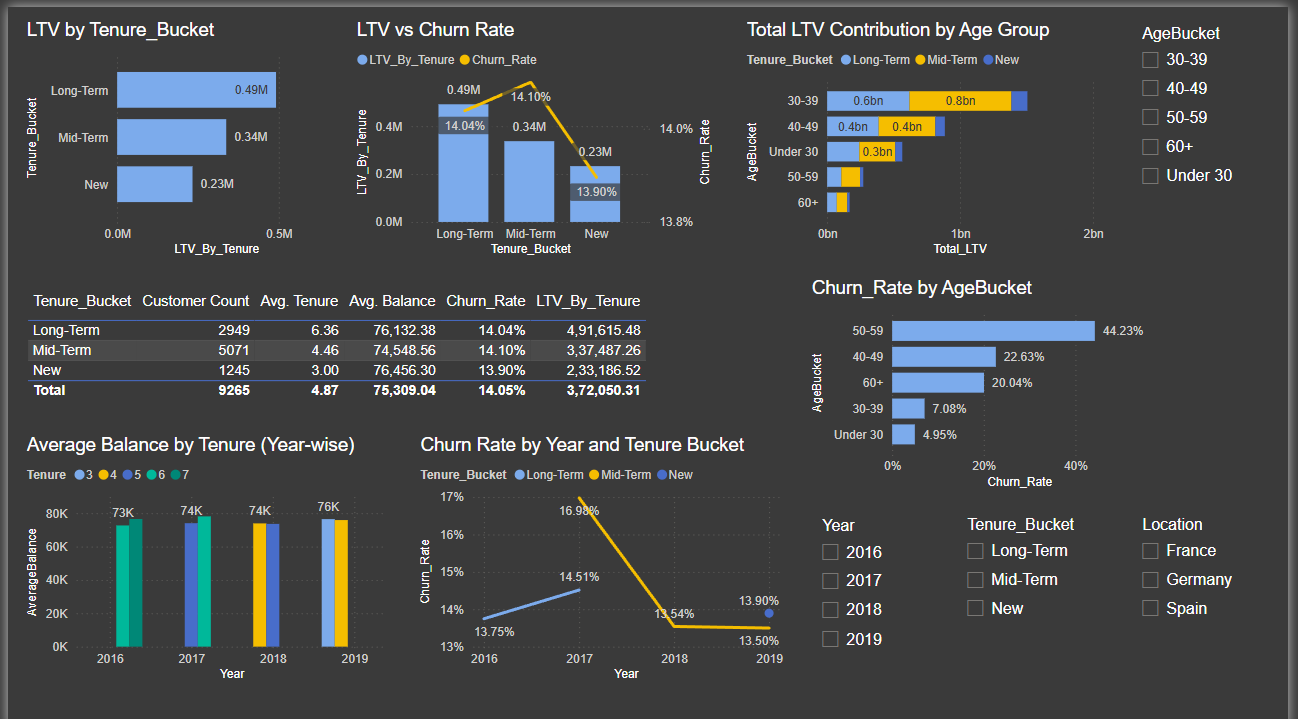 LTV by Tenure_Bucket
Tenure_Bucket
Long-Term
0.49M
Mid-Term
0.34M
New
0.23M
0.0M 0.5M
LTV_By_Tenure
LTV vs Churn Rate
LTV_By_Tenure Churn_Rate
LTV_By_Tenure
0.4M
0.2M
0.0M
0.49M
14.04%
14.10%
0.34M
0.23M
13.90%
14.0%
13.8%
Churn_Rate
Long-Term Mid-Term New
Tenure_Bucket
Total LTV Contribution by Age Group
Tenure_Bucket Long-Term Mid-Term New
AgeBucket
30-39 0.6bn 0.8bn
40-49 0.4bn 0.4bn
Under 30 0.3bn
50-59
60+
0bn 1bn 2bn
Total_LTV
AgeBucket
30-39
40-49
50-59
60+
Under 30
Tenure_Bucket Customer Count Avg. Tenure Avg. Balance Churn_Rate LTV_By_Tenure
Long-Term 2949 6.36 76,132.38 14.04% 4,91,615.48
Mid-Term 5071 4.46 74,548.56 14.10% 3,37,487.26
New 1245 3.00 76,456.30 13.90% 2,33,186.52
Total 9265 4.87 75,309.04 14.05% 3,72,050.31
Churn_Rate by AgeBucket
AgeBucket
50-59 44.23%
40-49 22.63%
60+ 20.04%
30-39 7.08%
Under 30 4.95%
0% 20% 40%
Churn_Rate
Average Balance by Tenure (Year-wise)
Tenure 3 4 5 6 7
AverageBalance
80K
60K
40K
20K
0K
73K 74K 74K 76K
2016 2017 2018 2019
Year
Churn Rate by Year and Tenure Bucket
Tenure_Bucket Long-Term Mid-Term New
Churn_Rate
17%
16%
15%
14%
13%
16.98%
14.51%
13.75%
13.54%
13.90%
13.50%
2016 2017 2018 2019
Year
Year
2016
2017
2018
2019
Tenure_Bucket
Long-Term
Mid-Term
New
Location
France
Germany
Spain